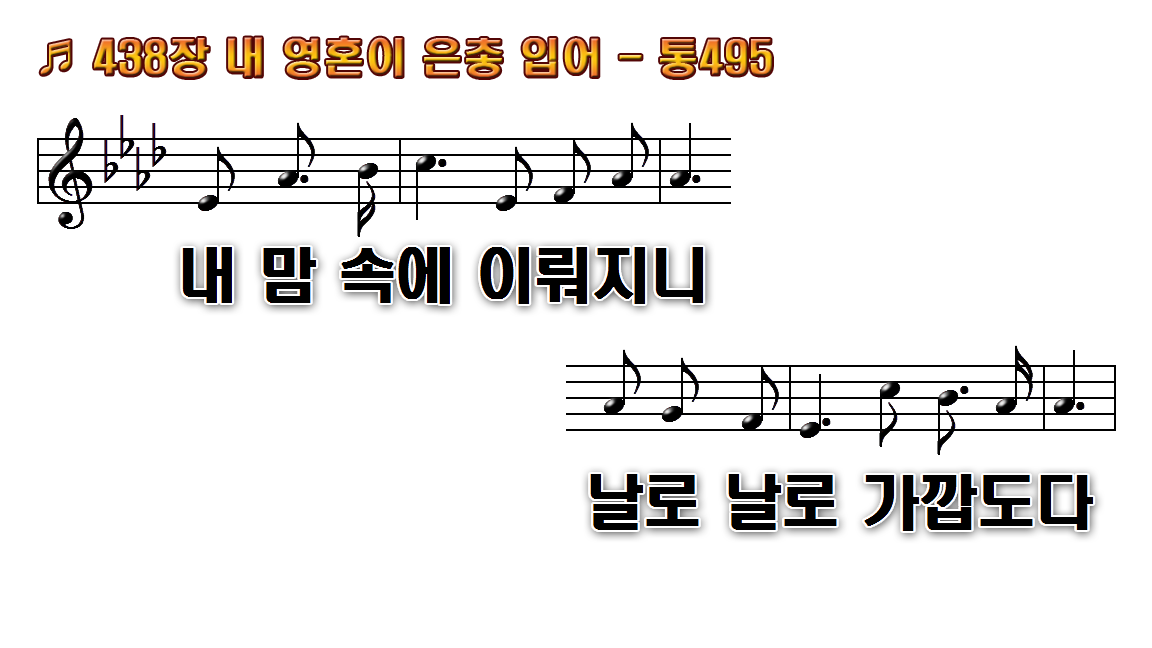 ♬ 438장 내 영혼이 은총 입어 - 통495
내 맘 속에 이뤄지니
날로 날로 가깝도다